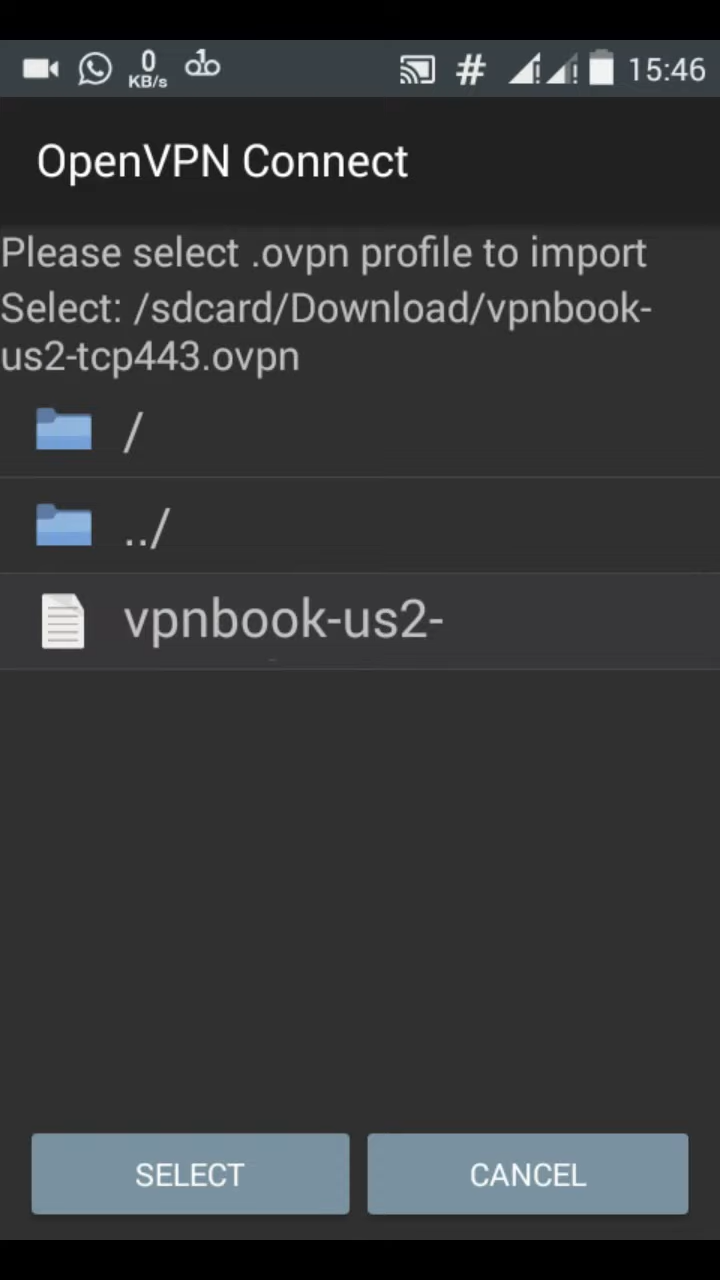 0
KB/s
#
15:46
OpenVPN Connect
Please select .ovpn profile to import
Select: /sdcard/Download/vpnbook-
us2-tcp443.ovpn
/
../
vpnbook-us2-
SELECT
CANCEL